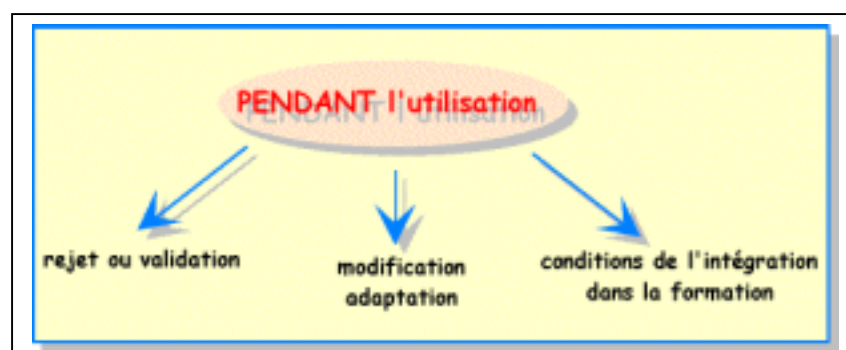 PENDANT l'utilisation
rejet ou validation
modification
adaptation
conditions de l'intégration
dans la formation